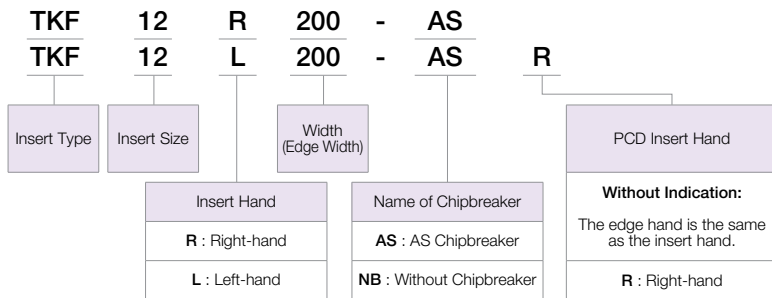 TKF 12 R 200 - AS
TKF 12 L 200 - AS R
Insert Type
Insert Size
Width
(Edge Width)
PCD Insert Hand
Without Indication:
The edge hand is the same
as the insert hand.
R : Right-hand
Insert Hand
R : Right-hand
L : Left-hand
Name of Chipbreaker
AS : AS Chipbreaker
NB : Without Chipbreaker